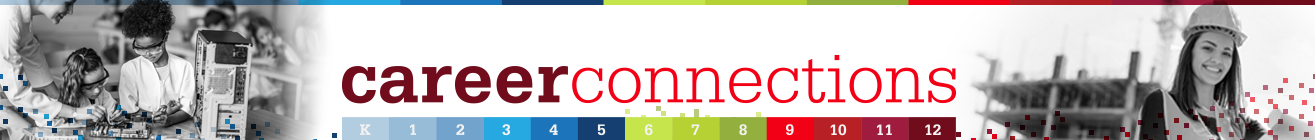 careerconnections
K 1 2 3 4 5 6 7 8 9 10 11 12